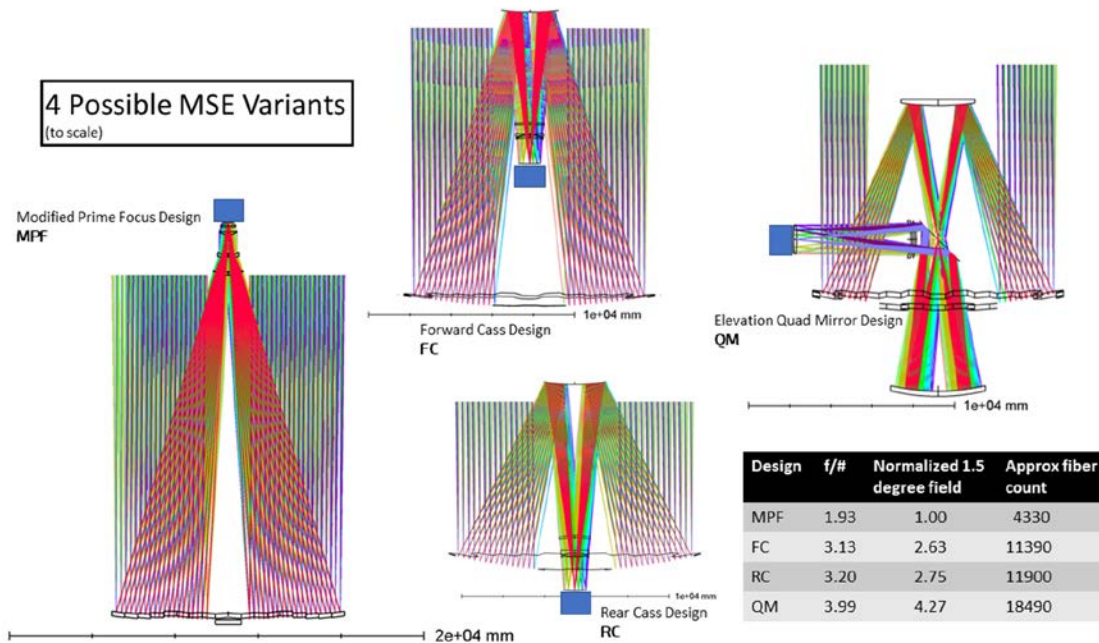 4 Possible MSE Variants
(to scale)
Modified Prime Focus Design
MPF
2e+04 mm
1e+04 mm
Forward Cass Design
FC
1e+04 mm
Rear Cass Design
RC
Elevation Quad Mirror Design
QM
1e+04 mm
Design f/# Normalized 1.5 Approx fiber
degree field count
MPF 1.93 1.00 4330
FC 3.13 2.63 11390
RC 3.20 2.75 11900
QM 3.99 4.27 18490